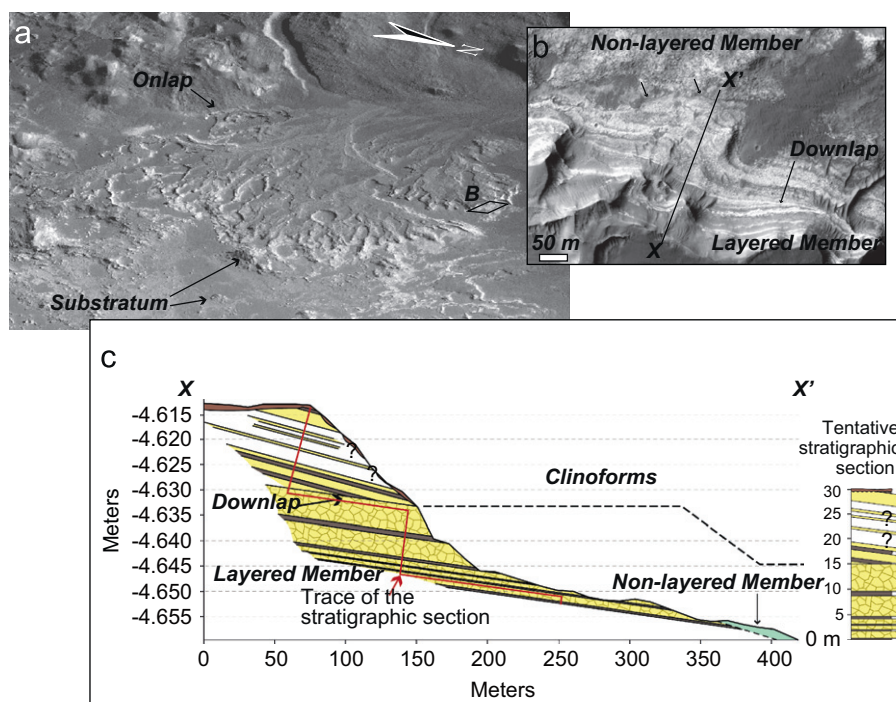 a
N
Onlap
B
Substratum
b
Non-layered Member
X'
Downlap
X
50 m
Layered Member
c
X
X'
-4.615
-4.620
-4.625
-4.630
-4.635
-4.640
-4.645
-4.650
-4.655
Meters
?
?
Clinoforms
Downlap
Layered Member
Trace of the
stratigraphic section
Non-layered Member
0
50
100
150
200
250
300
350
400
Meters
Tentative
stratigraphic
section
30
25
20
15
10
5
0 m
?
?